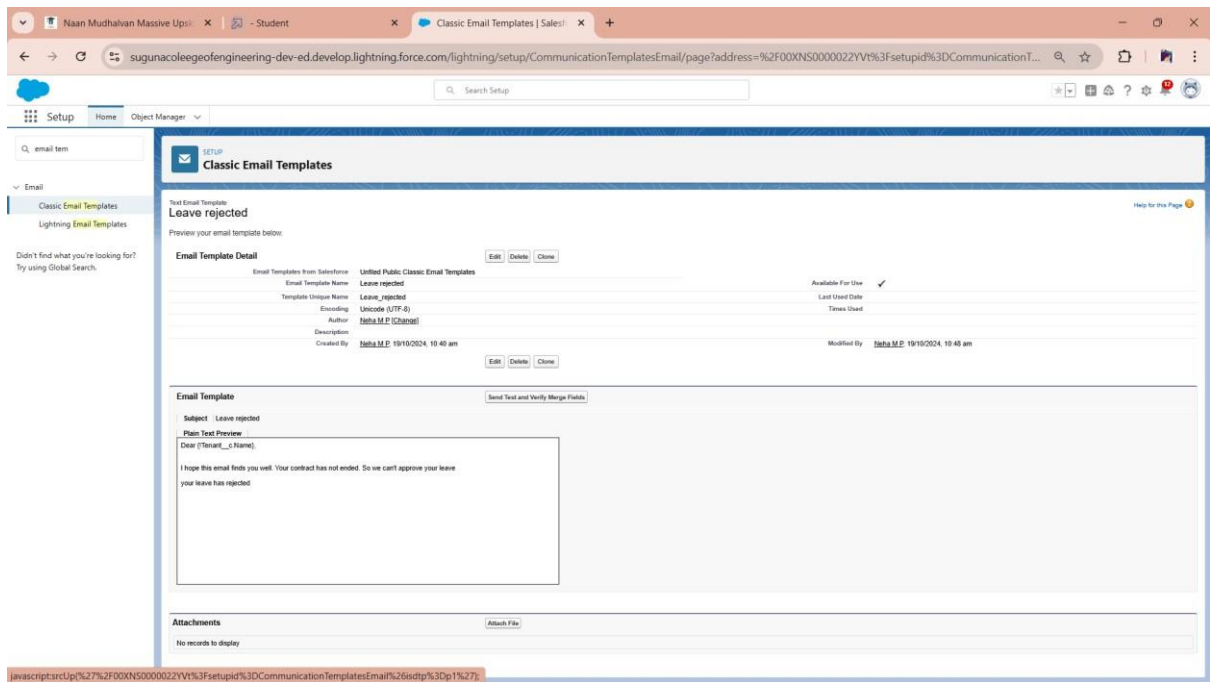 Naan Mudhalvan Massive Upski
- Student
Classic Email Templates | Salesf
sugunacoleegeofengineering-dev-ed.develop.lightning.force.com/lightning/setup/CommunicationTemplatesEmail/page?address=%2F00XNS0000022YVt%3Fsetupid%3DCommunicationT...
Search Setup
12
Setup Home Object Manager
email tem
SETUP
Classic Email Templates
Email
Classic Email Templates
Lightning Email Templates
Didn't find what you're looking for?
Try using Global Search.
Text Email Template
Leave rejected
Help for this Page
Preview your email template below.
Email Template Detail Edit Delete Clone
Email Templates from Salesforce Unified Public Classic Email Templates
Email Template Name Leave rejected Available For Use ✓
Template Unique Name Leave_rejected Last Used Date
Encoding Unicode (UTF-8) Times Used
Author Neha M P [Change]
Description
Created By Neha M P, 19/10/2024, 10:40 am Modified By Neha M P, 19/10/2024, 10:48 am
Edit Delete Clone
Email Template Send Test and Verify Merge Fields
Subject Leave rejected
Plain Text Preview
Dear {!Tenant__c.Name},
I hope this email finds you well. Your contract has not ended. So we can't approve your leave
your leave has rejected
Attachments Attach File
No records to display
javascript:srcUp(%27%2F00XNS0000022YVt%3Fsetupid%3DCommunicationTemplatesEmail%26isdtp%3Dp1%27);